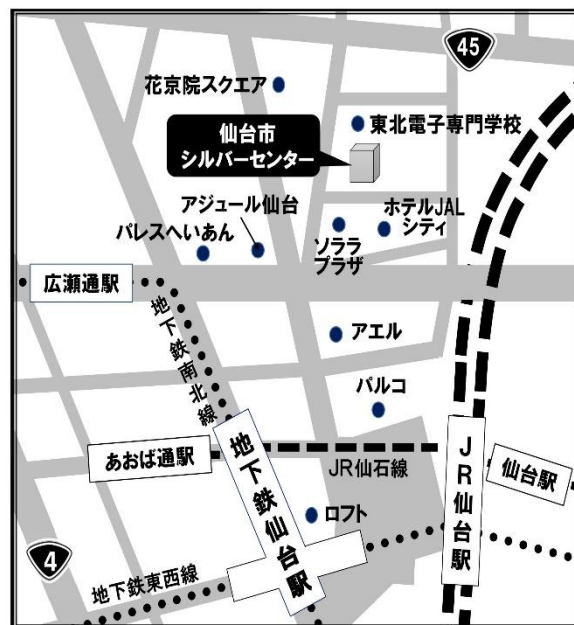 45
花京院スクエア
東北電子専門学校
仙台市
シルバーセンター
アジュール仙台
パレスへいあん
ホテルJAL
シティ
ソララ
プラザ
広瀬通駅
地下鉄南北線
アエル
パルコ
あおば通駅
地下鉄仙台駅
JR仙石線
JR仙台駅
仙台駅
ロフト
4
地下鉄東西線